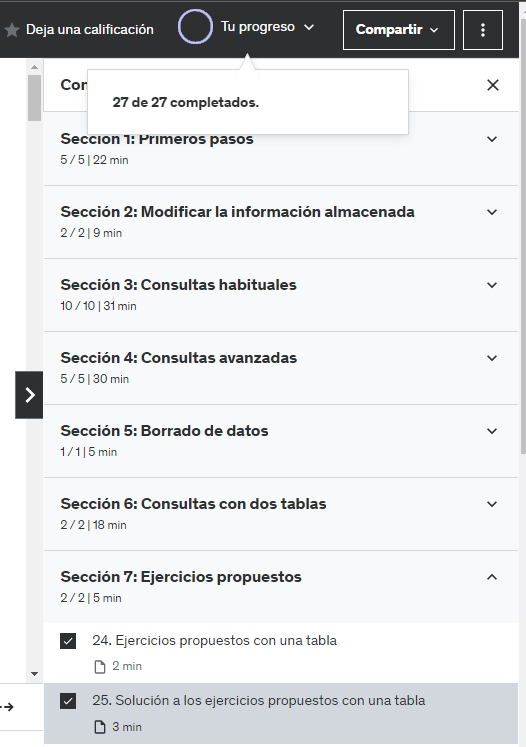 Deja una calificación
Tu progreso
Compartir
Con
27 de 27 completados.
Sección 1: Primeros pasos
5 / 5 | 22 min
Sección 2: Modificar la información almacenada
2 / 2 | 9 min
Sección 3: Consultas habituales
10 / 10 | 31 min
Sección 4: Consultas avanzadas
5 / 5 | 30 min
Sección 5: Borrado de datos
1 / 1 | 5 min
Sección 6: Consultas con dos tablas
2 / 2 | 18 min
Sección 7: Ejercicios propuestos
2 / 2 | 5 min
24. Ejercicios propuestos con una tabla
2 min
25. Solución a los ejercicios propuestos con una tabla
3 min